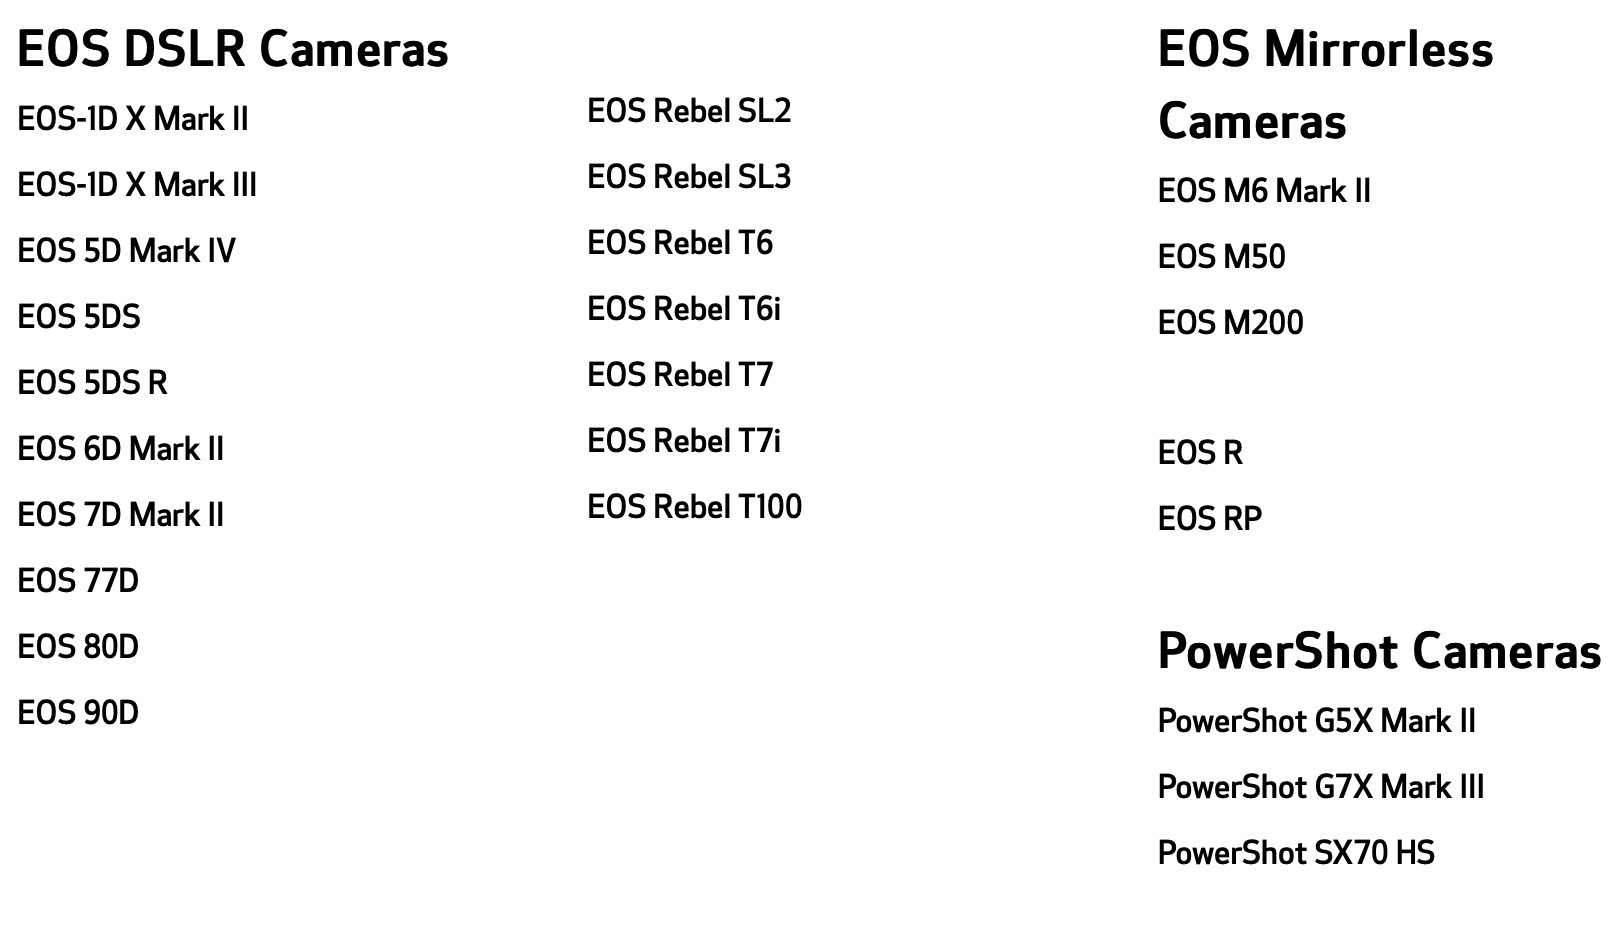 EOS DSLR Cameras
EOS-1D X Mark II
EOS-1D X Mark III
EOS 5D Mark IV
EOS 5DS
EOS 5DS R
EOS 6D Mark II
EOS 7D Mark II
EOS 77D
EOS 80D
EOS 90D
EOS Rebel SL2
EOS Rebel SL3
EOS Rebel T6
EOS Rebel T6i
EOS Rebel T7
EOS Rebel T7i
EOS Rebel T100
EOS Mirrorless
Cameras
EOS M6 Mark II
EOS M50
EOS M200
EOS R
EOS RP
PowerShot Cameras
PowerShot G5X Mark II
PowerShot G7X Mark III
PowerShot SX70 HS